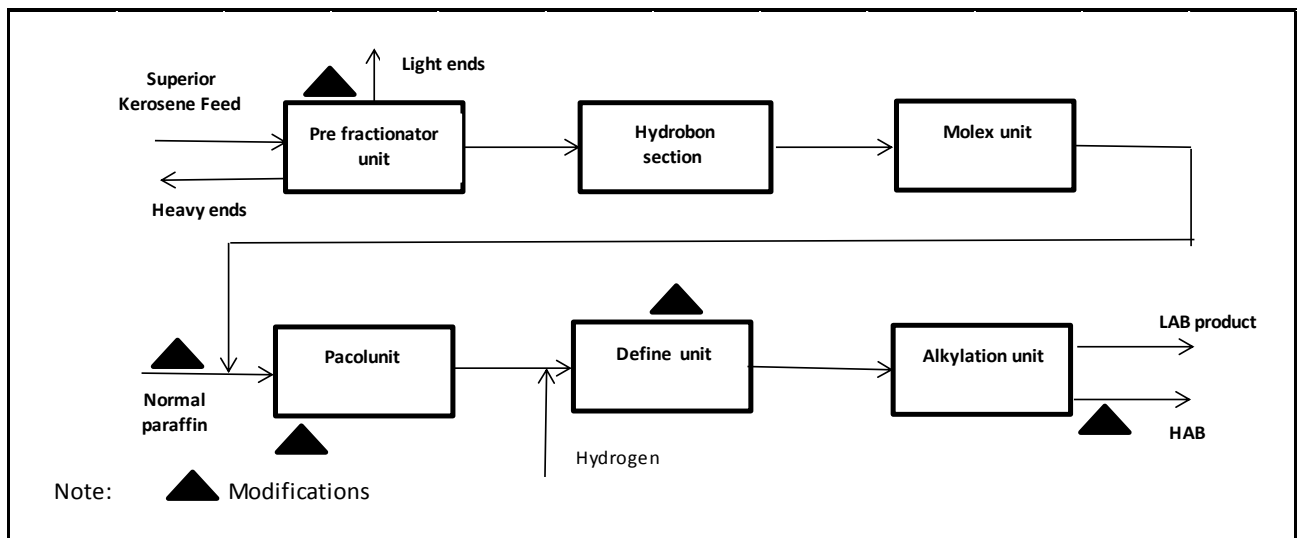 Light ends
Superior
Kerosene Feed
Pre fractionator
unit
Hydrobon
section
Molex unit
Heavy ends
Pacolunit
Define unit
Alkylation unit
LAB product
Normal
paraffin
HAB
Hydrogen
Note: Modifications